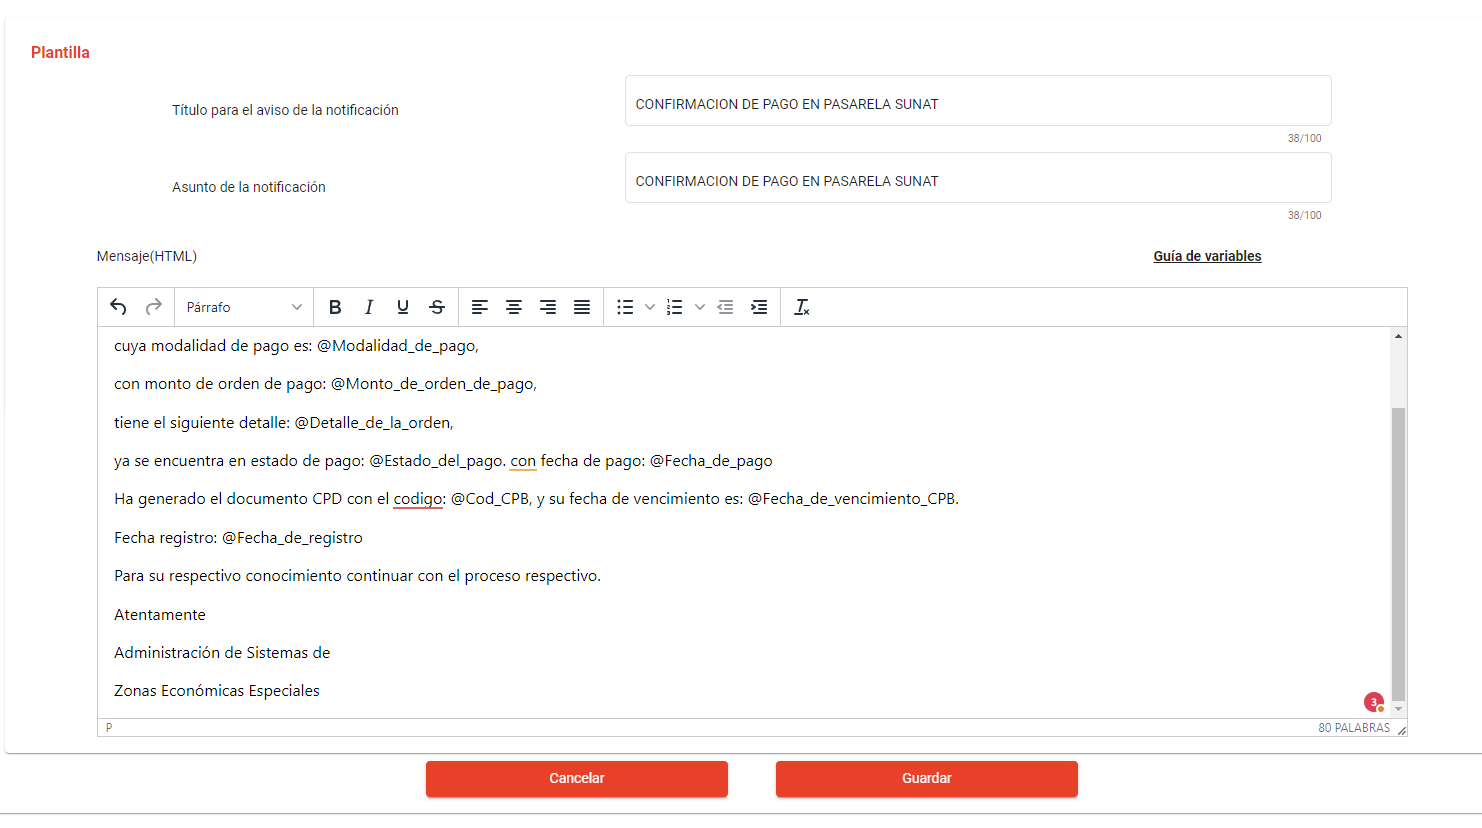 Plantilla
Título para el aviso de la notificación
CONFIRMACION DE PAGO EN PASARELA SUNAT
38/100
Asunto de la notificación
CONFIRMACION DE PAGO EN PASARELA SUNAT
38/100
Mensaje(HTML)
Guía de variables
Párrafo
cuya modalidad de pago es: @Modalidad_de_pago,
con monto de orden de pago: @Monto_de_orden_de_pago,
tiene el siguiente detalle: @Detalle_de_la_orden,
ya se encuentra en estado de pago: @Estado_del_pago. con fecha de pago: @Fecha_de_pago
Ha generado el documento CPD con el codigo: @Cod_CPB, y su fecha de vencimiento es: @Fecha_de_vencimiento_CPB.
Fecha registro: @Fecha_de_registro
Para su respectivo conocimiento continuar con el proceso respectivo.
Atentamente
Administración de Sistemas de
Zonas Económicas Especiales
3
P
80 PALABRAS
Cancelar
Guardar